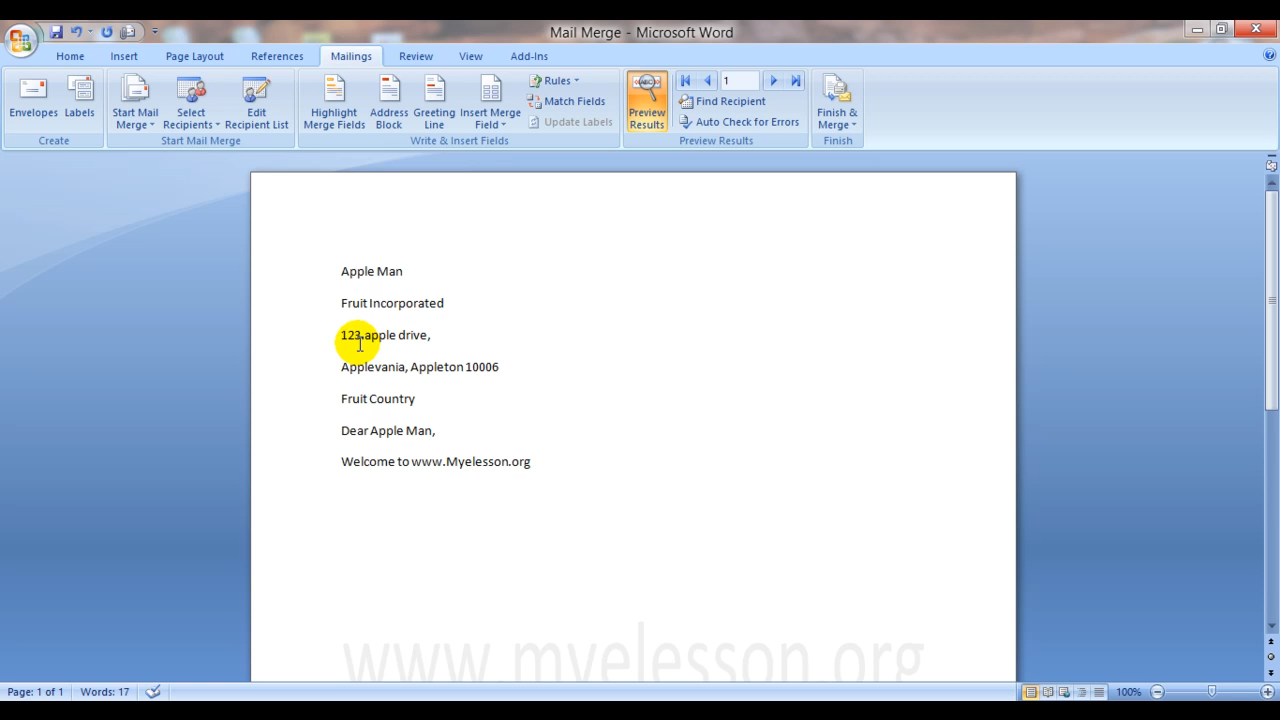 Mail Merge - Microsoft Word
Home Insert Page Layout References Mailings Review View Add-Ins
Envelopes Labels Start Mail Merge Select Recipients Edit Recipient List Highlight Merge Fields Address Block Greeting Line Insert Merge Field Rules Match Fields Update Labels Preview Results 1 Find Recipient Auto Check for Errors Finish & Merge
Create Start Mail Merge Write & Insert Fields Preview Results Finish
Apple Man
Fruit Incorporated
123 apple drive,
Applevania, Appleton 10006
Fruit Country
Dear Apple Man,
Welcome to www.Myelesson.org
www.myelesson.org
Page: 1 of 1 Words: 17 100%